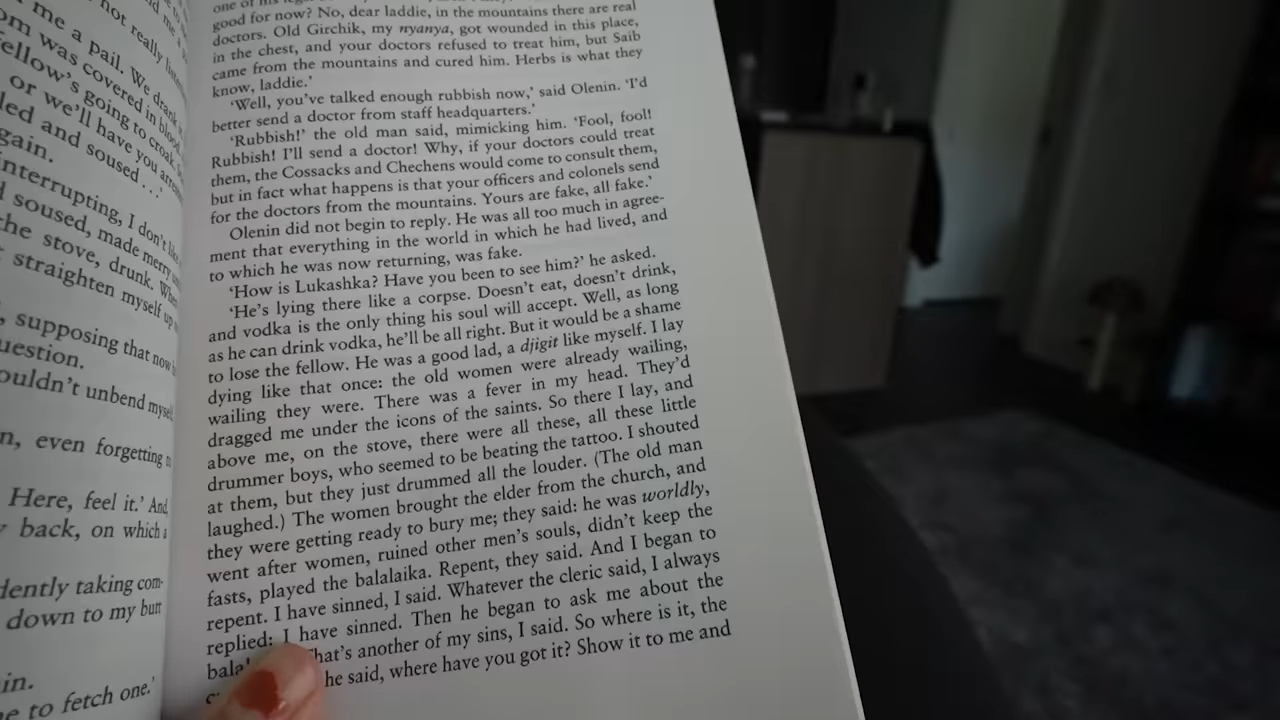 me a pail. We drank
om was covered in blood
fellow's going to croak
or we'll have you
led and soused . . .'
gain.
interrupting, I don't
soused, made merry
the stove, drunk.
straighten myself up
, supposing that now
uestion.
ouldn't unbend
n, even forgetting
Here, feel it.' And
back, on which a
dently taking com-
down to my butt
in.
e to fetch one.'
good for now? No, dear laddie, in the mountains there are real
doctors. Old Girchik, my nyanya, got wounded in this place,
in the chest, and your doctors refused to treat him, but Saib
came from the mountains and cured him. Herbs is what they
know, laddie.'
'Well, you've talked enough rubbish now,' said Olenin. 'I'd
better send a doctor from staff headquarters.'
'Rubbish!' the old man said, mimicking him. 'Fool, fool!
Rubbish! I'll send a doctor! Why, if your doctors could treat
them, the Cossacks and Chechens would come to consult them,
but in fact what happens is that your officers and colonels send
for the doctors from the mountains. Yours are fake, all fake.'
Olenin did not begin to reply. He was all too much in agree-
ment that everything in the world in which he had lived, and
to which he was now returning, was fake.
'How is Lukashka? Have you been to see him?' he asked.
'He's lying there like a corpse. Doesn't eat, doesn't drink,
and vodka is the only thing his soul will accept. Well, as long
as he can drink vodka, he'll be all right. But it would be a shame
to lose the fellow. He was a good lad, a djigit like myself. I lay
dying like that once: the old women were already wailing,
wailing they were. There was a fever in my head. They'd
dragged me under the icons of the saints. So there I lay, and
above me, on the stove, there were all these, all these little
drummer boys, who seemed to be beating the tattoo. I shouted
at them, but they just drummed all the louder. (The old man
laughed.) The women brought the elder from the church, and
they were getting ready to bury me; they said: he was worldly,
went after women, ruined other men's souls, didn't keep the
fasts, played the balalaika. Repent, they said. And I began to
repent. I have sinned, I said. Whatever the cleric said, I always
replied: I have sinned. Then he began to ask me about the
That's another of my sins, I said. So where is it, the
he said, where have you got it? Show it to me and